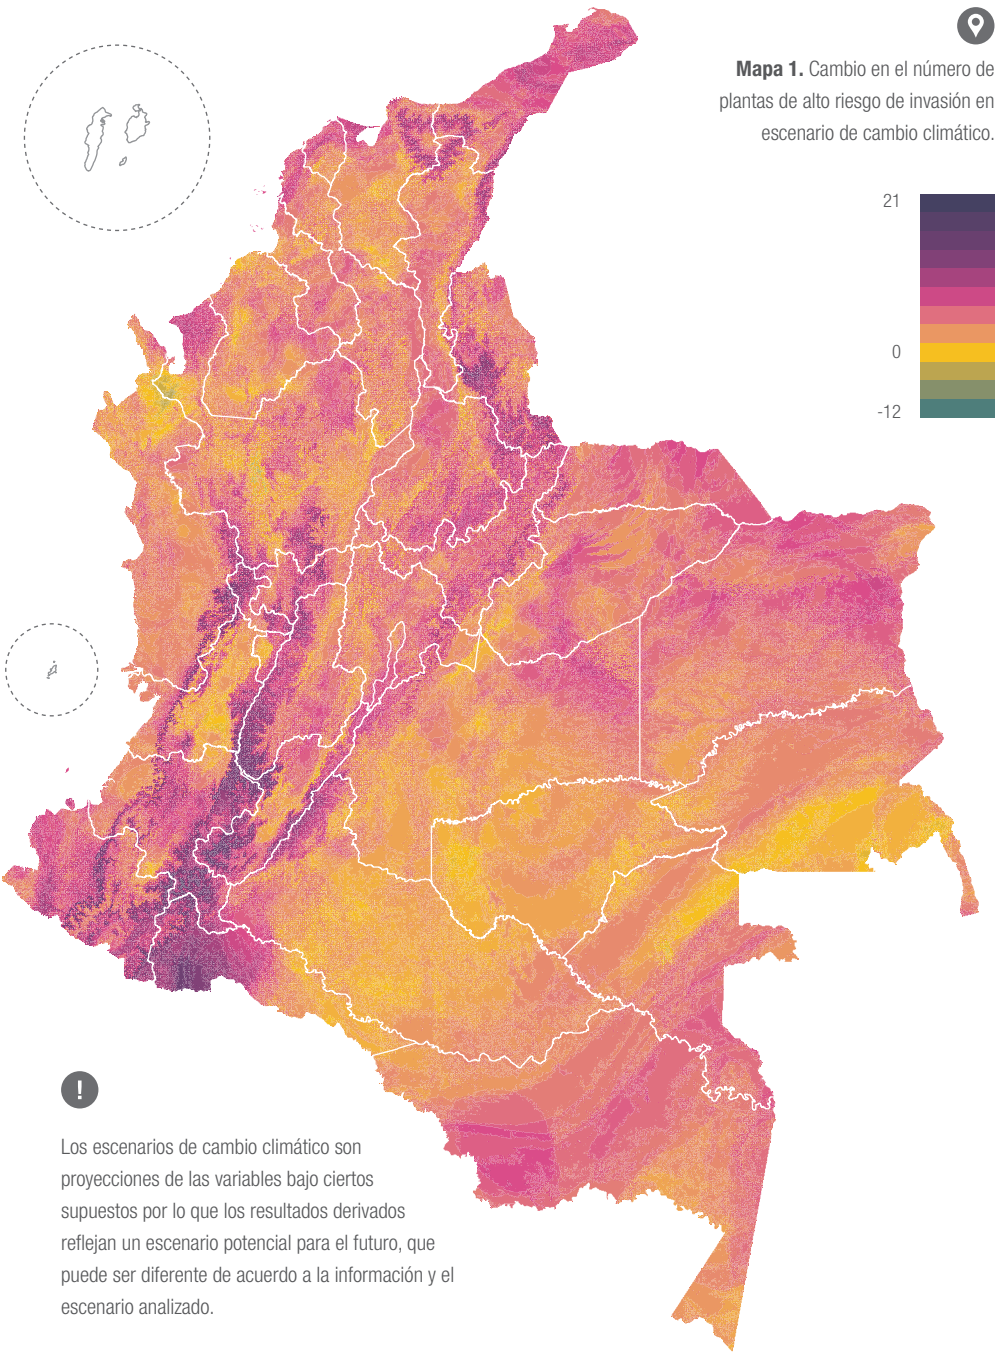 Mapa 1. Cambio en el número de
plantas de alto riesgo de invasión en
escenario de cambio climático.
21
0
-12
!
Los escenarios de cambio climático son
proyecciones de las variables bajo ciertos
supuestos por lo que los resultados derivados
reflejan un escenario potencial para el futuro, que
puede ser diferente de acuerdo a la información y el
escenario analizado.